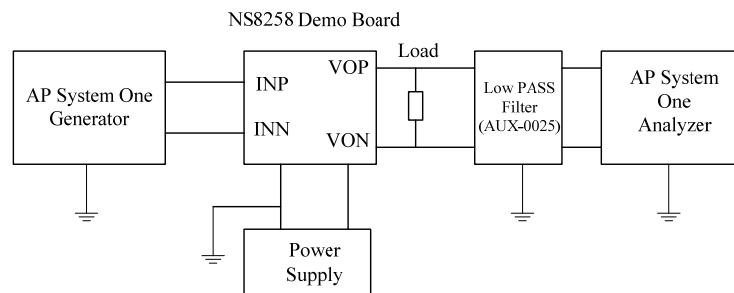 NS8258 Demo Board
AP System One
Generator
INP
INN
VOP
VON
Load
Low PASS
Filter
(AUX-0025)
AP System
One
Analyzer
Power
Supply